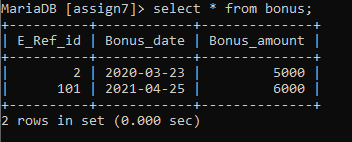 MariaDB [assign7]> select * from bonus;
+----------+------------+--------------+
| E_Ref_id | Bonus_date | Bonus_amount |
+----------+------------+--------------+
|        2 | 2020-03-23 |         5000 |
|      101 | 2021-04-25 |         6000 |
+----------+------------+--------------+
2 rows in set (0.000 sec)